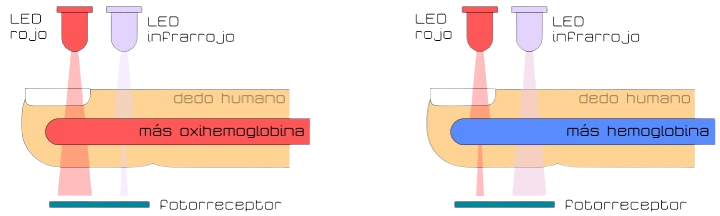 LED
rojo
LED
infrarrojo
dedo humano
más oxihemoglobina
fotorreceptor
LED
rojo
LED
infrarrojo
dedo humano
más hemoglobina
fotorreceptor